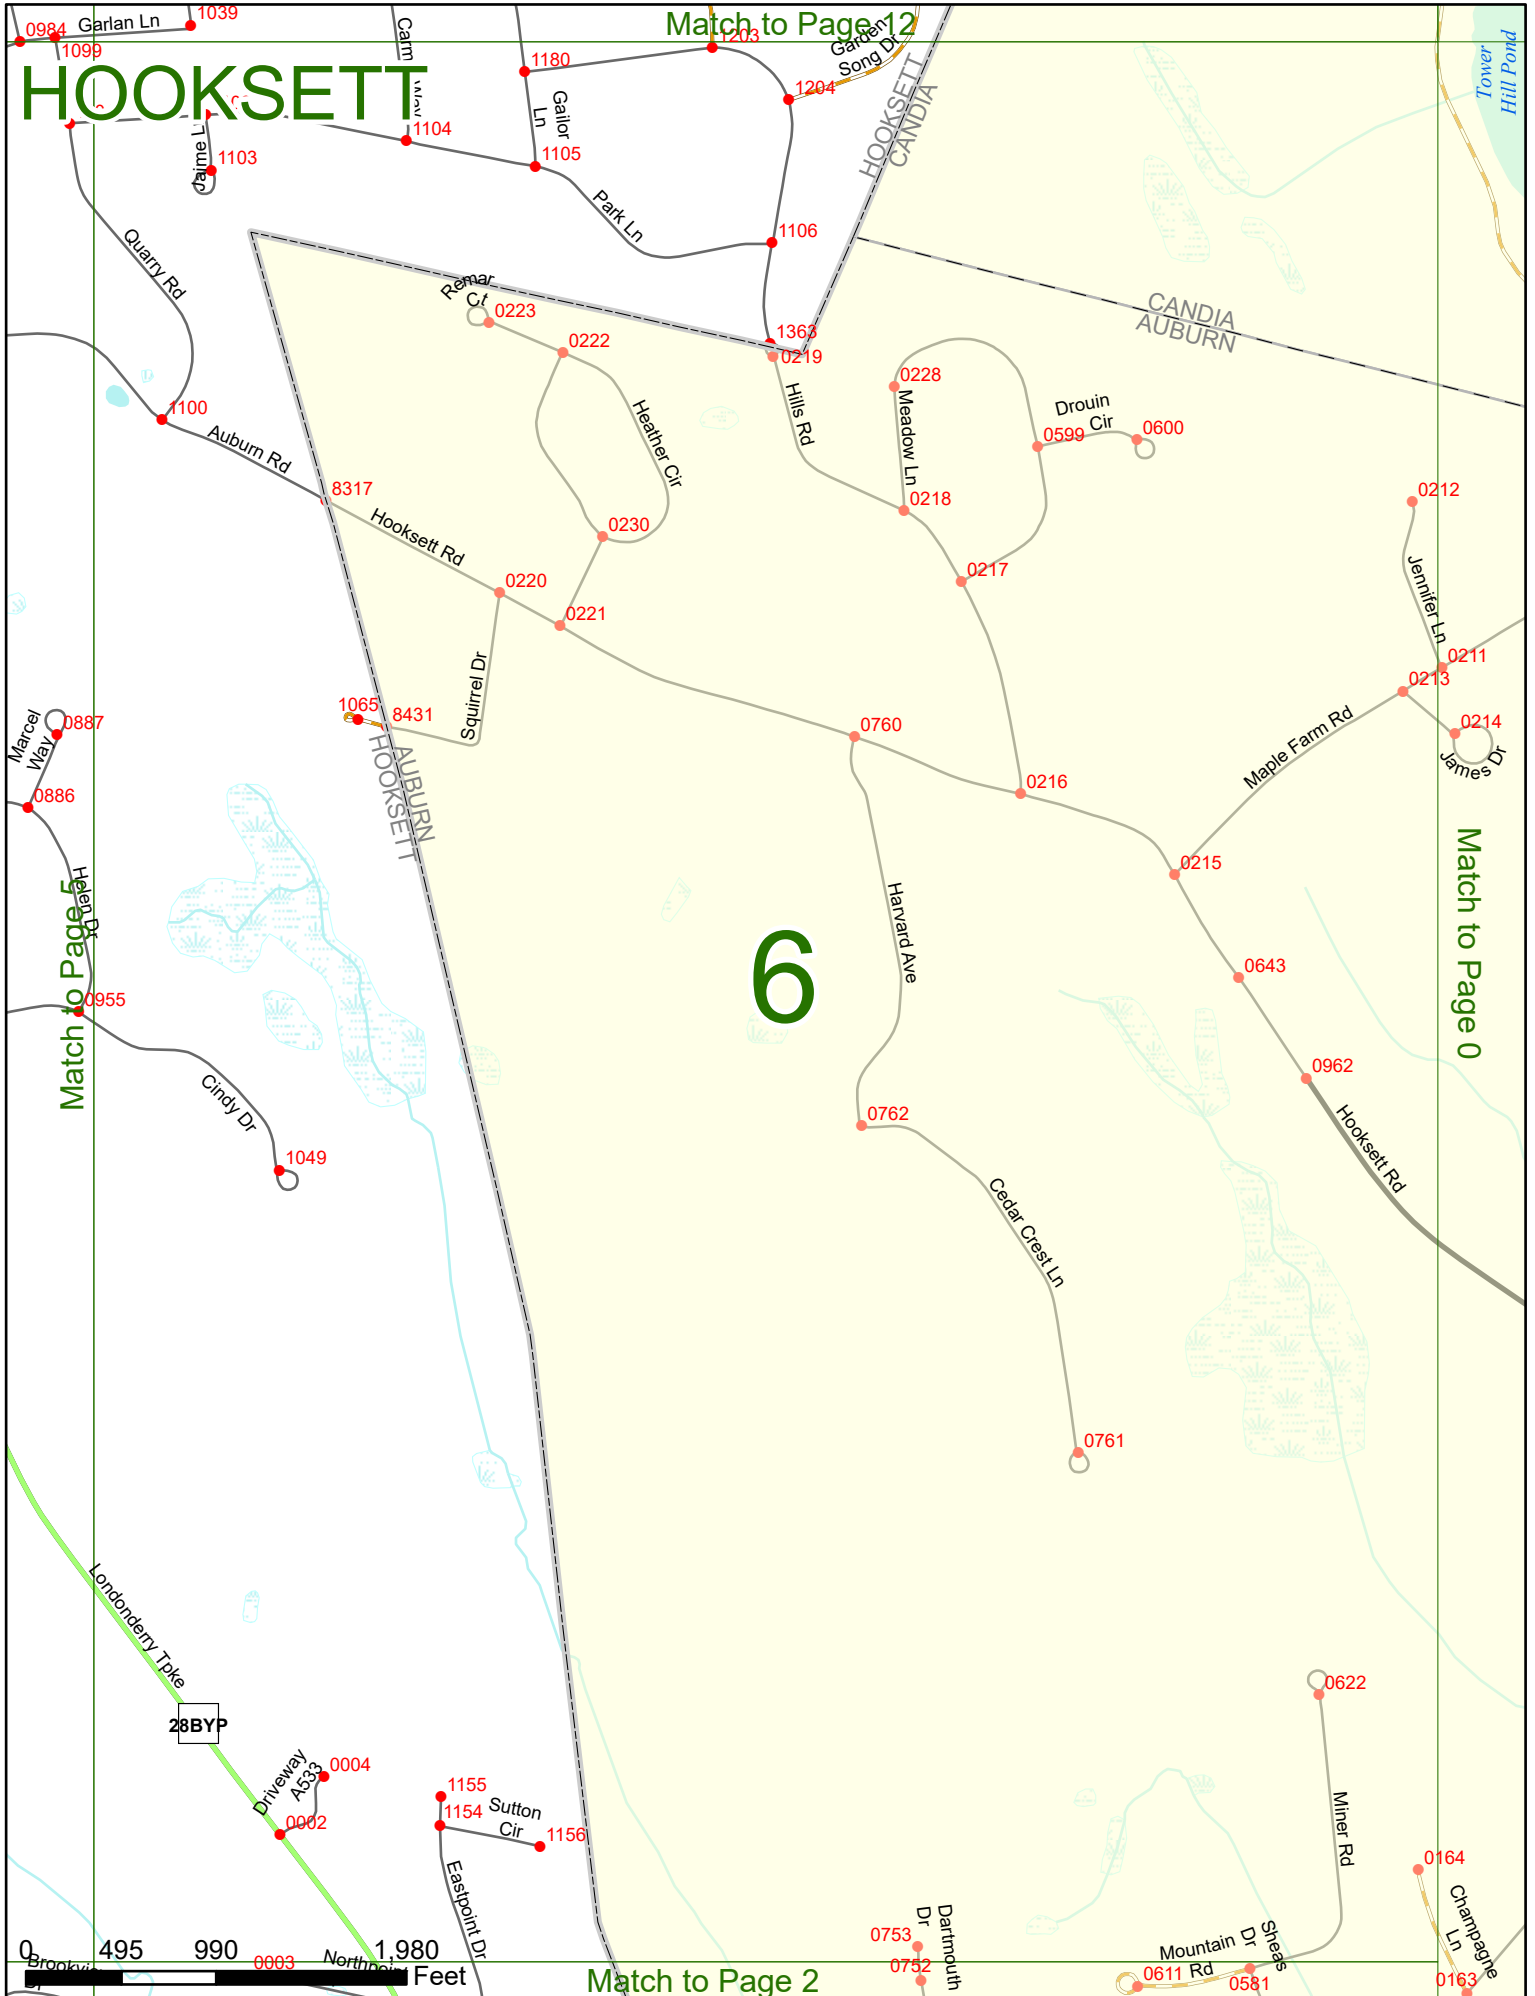 Match to Page 12
HOOKSETT
0984
1099
Garlan Ln
1039
1180
1203
1204
Garden-
Song Dr
HOOKSETT
CANDIA
Tower
Hill Pond
1103
1104
Gailor
Ln
1105
Park Ln
1106
Quarry Rd
1363
0219
CANDIA
AUBURN
Remar
Ct
0223
0222
Heather Cir
Hills Rd
0228
Meadow Ln
Drouin
Cir
0599
0600
1100
Auburn Rd
8317
Hooksett Rd
0230
0218
0212
0220
0221
0217
Jennifer Ln
0211
0213
0214
James Dr
Maple Farm Rd
Squirrel Dr
1065
8431
AUBURN
HOOKSETT
Marcel
Way
0887
0886
0760
0216
0215
Helen Dr
Match to Page 5
0955
Harvard Ave
6
0643
Match to Page 0
0962
Hooksett Rd
Cindy Dr
1049
0762
Cedar Crest Ln
0761
Londonderry Tpke
28BYP
0622
Miner Rd
Driveway
A533
0004
0002
1155
1154
Sutton
Cir
1156
Eastpoint Dr
0164
Champagne
Ln
0163
0753
0752
Dartmouth
Dr
Mountain
Rd
Sheas
Dr
0611
0581
0 495 990 1,980
Feet
0003
Match to Page 2